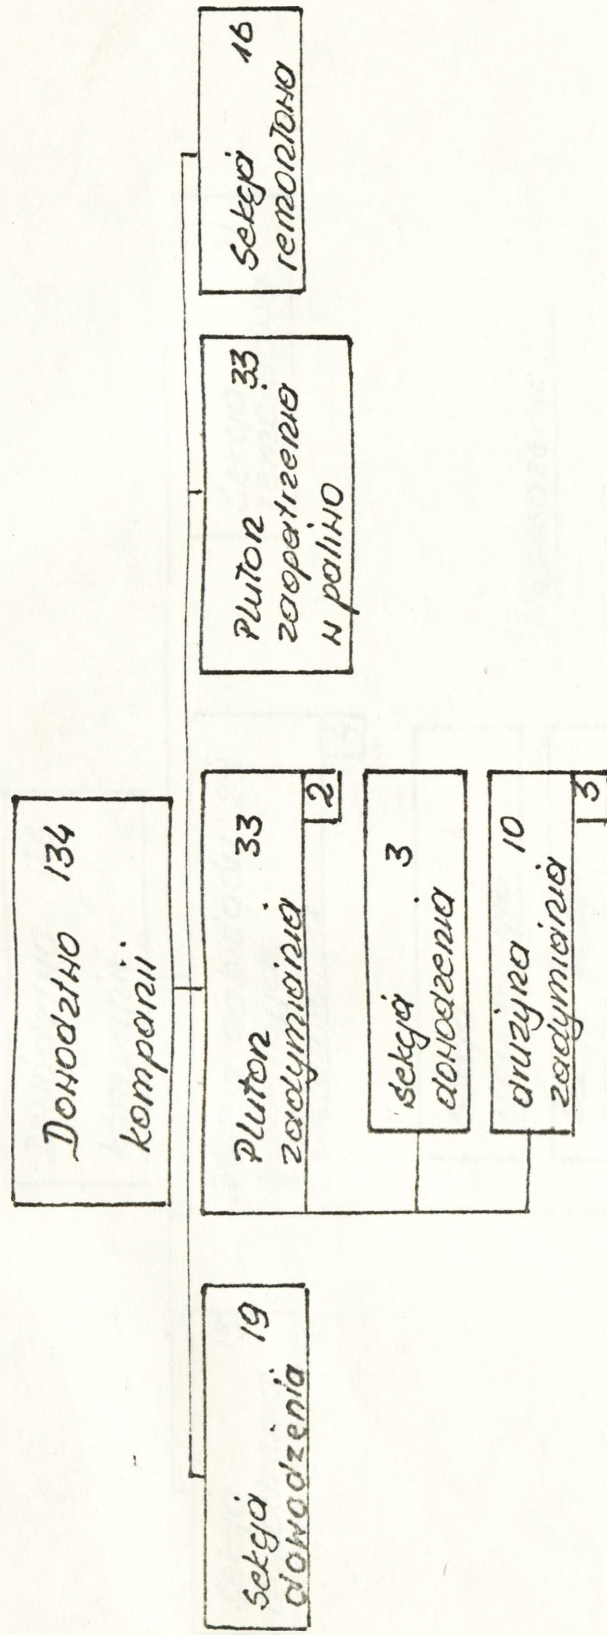 Dowodztwo 134
kompanii
Sekcja 19
dowodzenia
Pluton 33
zadymiania
2
sekcja 3
dowodzenia
drużyna 10
zadymiania
3
Pluton 33
zaopatrzenia
w paliwo
Sekcja 16
remontowa